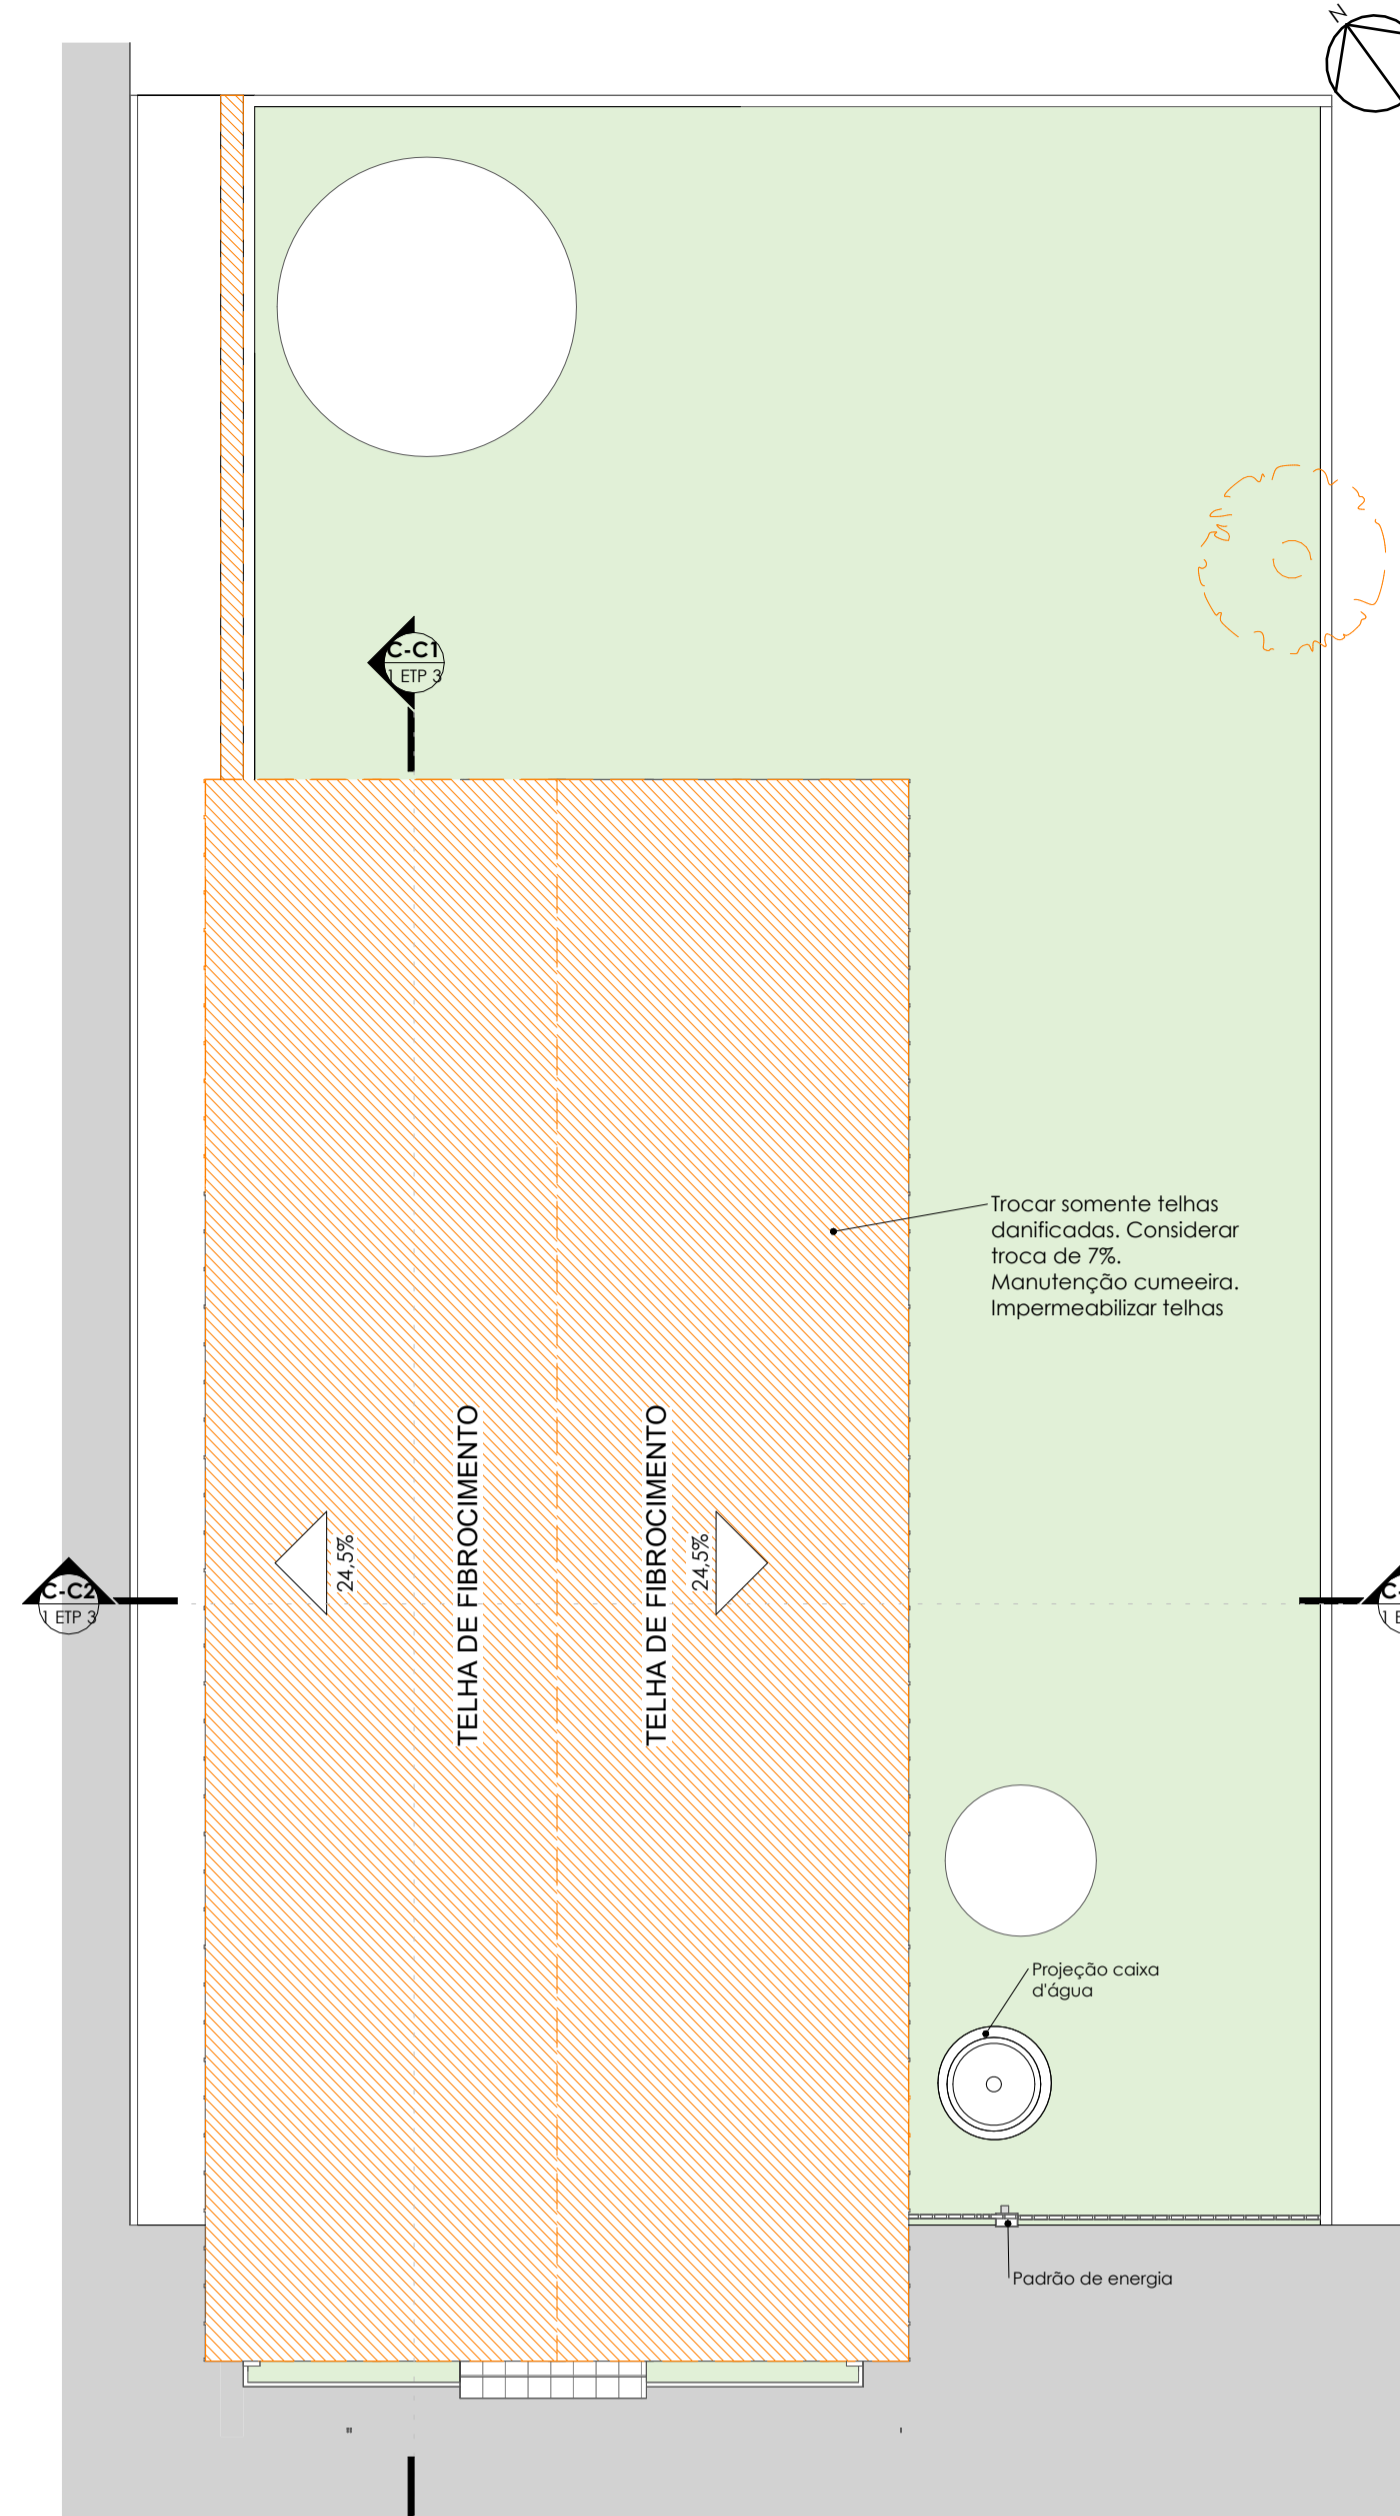 N
C-C1
1 ETP 3
Trocar somente telhas
danificadas. Considerar
troca de 7%.
Manutenção cumeeira.
Impermeabilizar telhas
TELHA DE FIBROCIMENTO
TELHA DE FIBROCIMENTO
24,5%
24,5%
C-C2
1 ETP 3
Projeção caixa
d'água
Padrão de energia